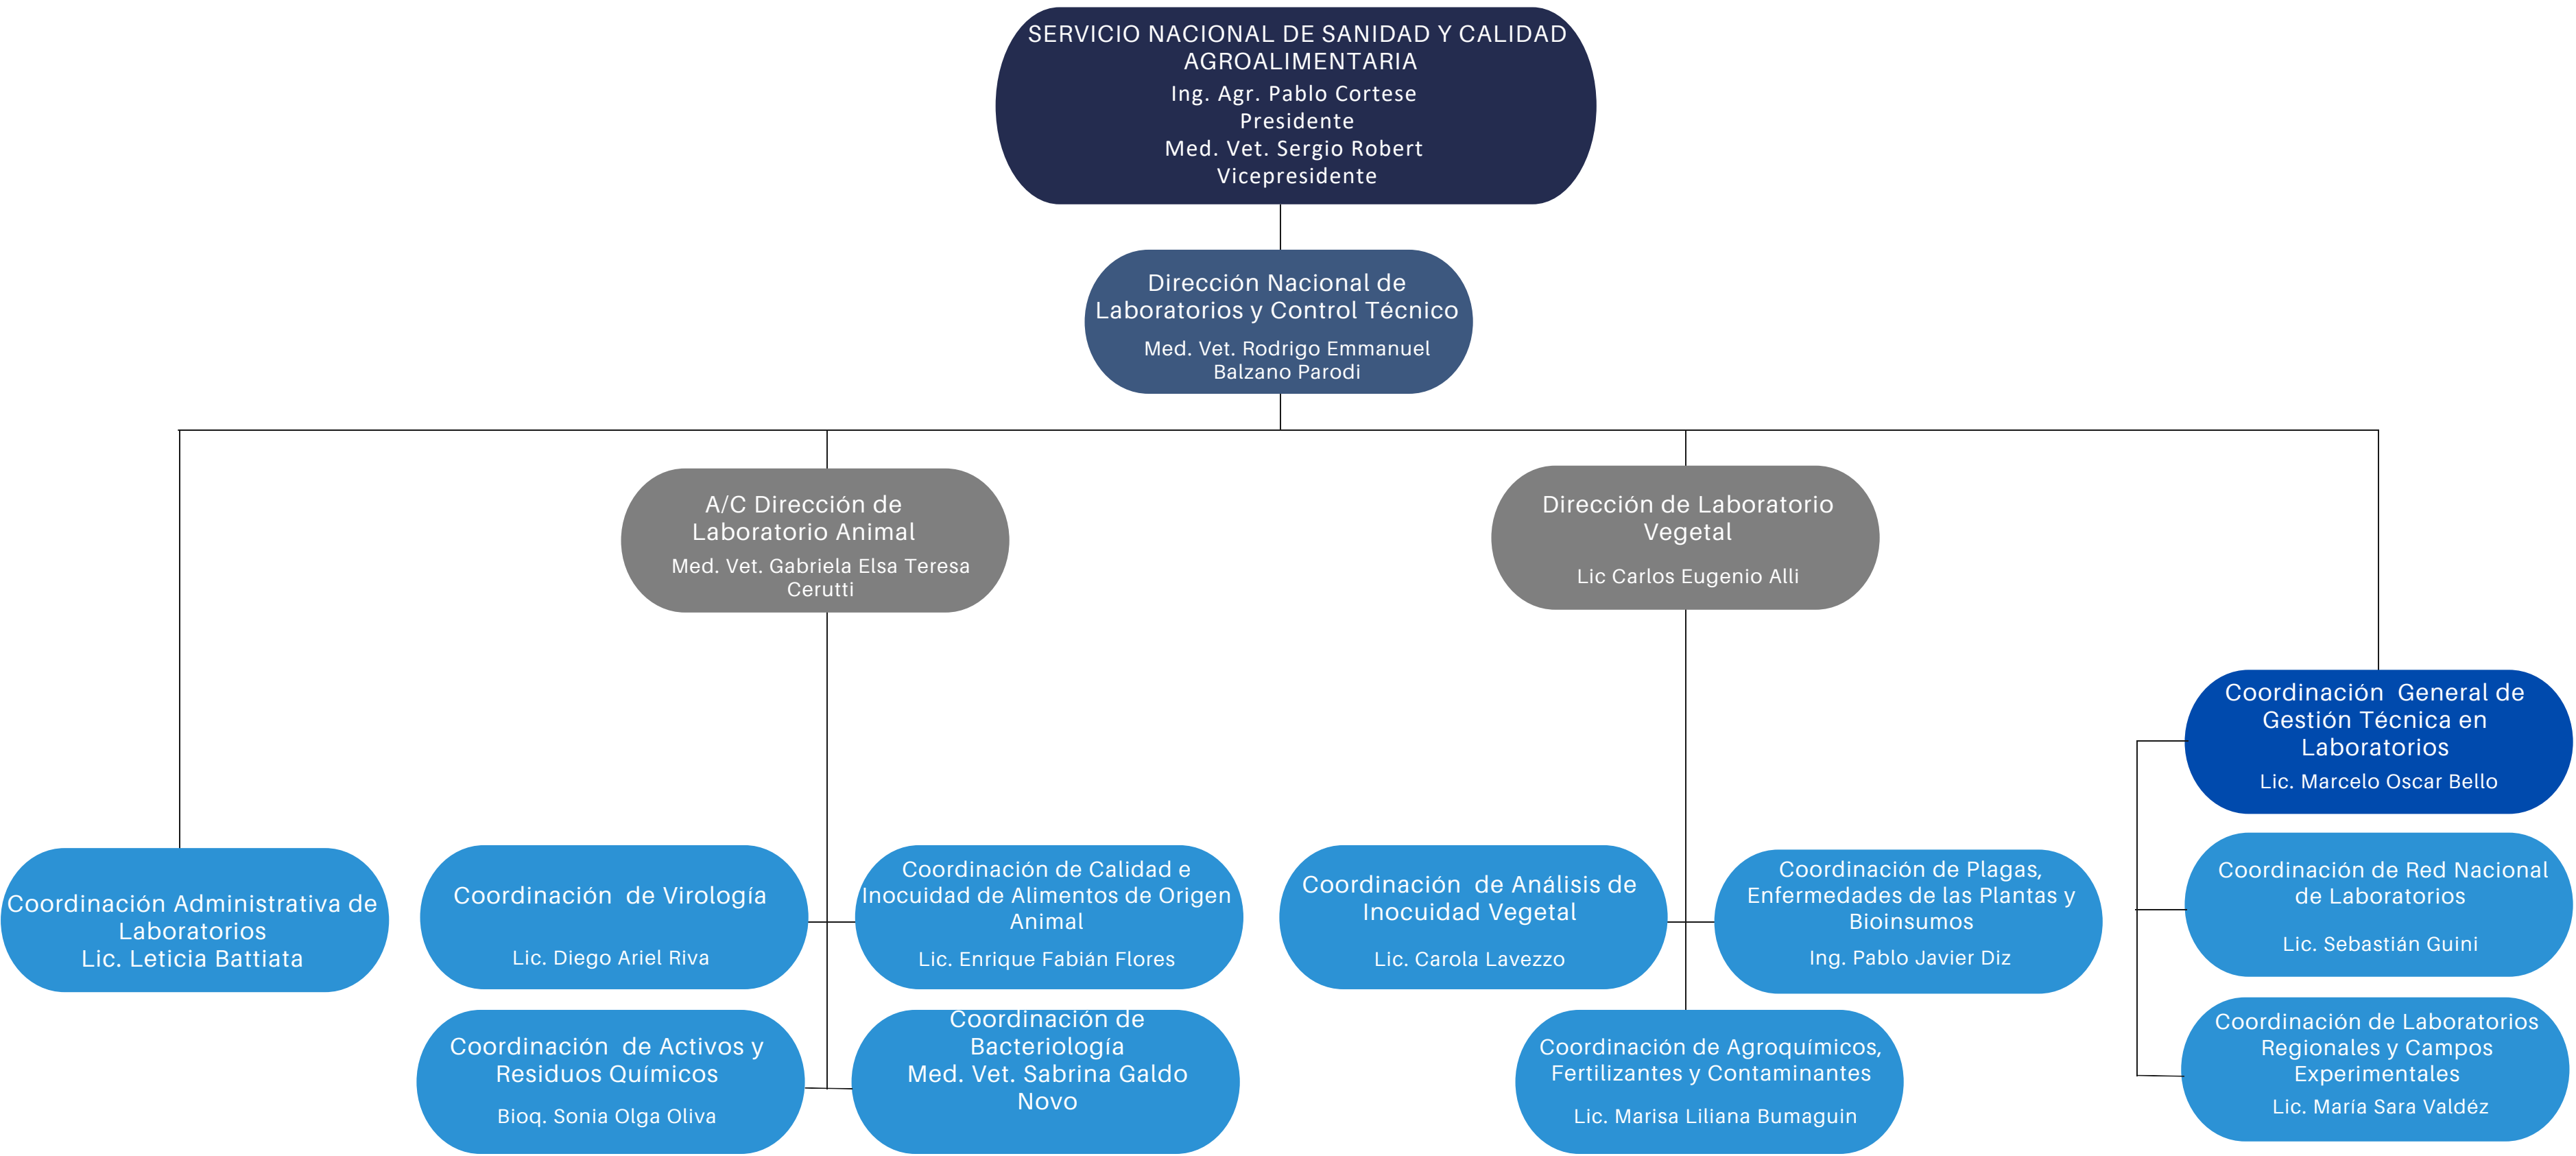 SERVICIO NACIONAL DE SANIDAD Y CALIDAD
AGROALIMENTARIA
Ing. Agr. Pablo Cortese
Presidente
Med. Vet. Sergio Robert
Vicepresidente
Dirección Nacional de
Laboratorios y Control Técnico
Med. Vet. Rodrigo Emmanuel
Balzano Parodi
A/C Dirección de
Laboratorio Animal
Med. Vet. Gabriela Elsa Teresa
Cerutti
Dirección de Laboratorio
Vegetal
Lic Carlos Eugenio Alli
Coordinación General de
Gestión Técnica en
Laboratorios
Lic. Marcelo Oscar Bello
Coordinación Administrativa de
Laboratorios
Lic. Leticia Battiata
Coordinación de Virología
Lic. Diego Ariel Riva
Coordinación de Calidad e
Inocuidad de Alimentos de Origen
Animal
Lic. Enrique Fabián Flores
Coordinación de Análisis de
Inocuidad Vegetal
Lic. Carola Lavezzo
Coordinación de Plagas,
Enfermedades de las Plantas y
Bioinsumos
Ing. Pablo Javier Diz
Coordinación de Red Nacional
de Laboratorios
Lic. Sebastián Guini
Coordinación de Activos y
Residuos Químicos
Bioq. Sonia Olga Oliva
Coordinación de
Bacteriología
Med. Vet. Sabrina Galdo
Novo
Coordinación de Agroquímicos,
Fertilizantes y Contaminantes
Lic. Marisa Liliana Bumaguin
Coordinación de Laboratorios
Regionales y Campos
Experimentales
Lic. María Sara Valdéz